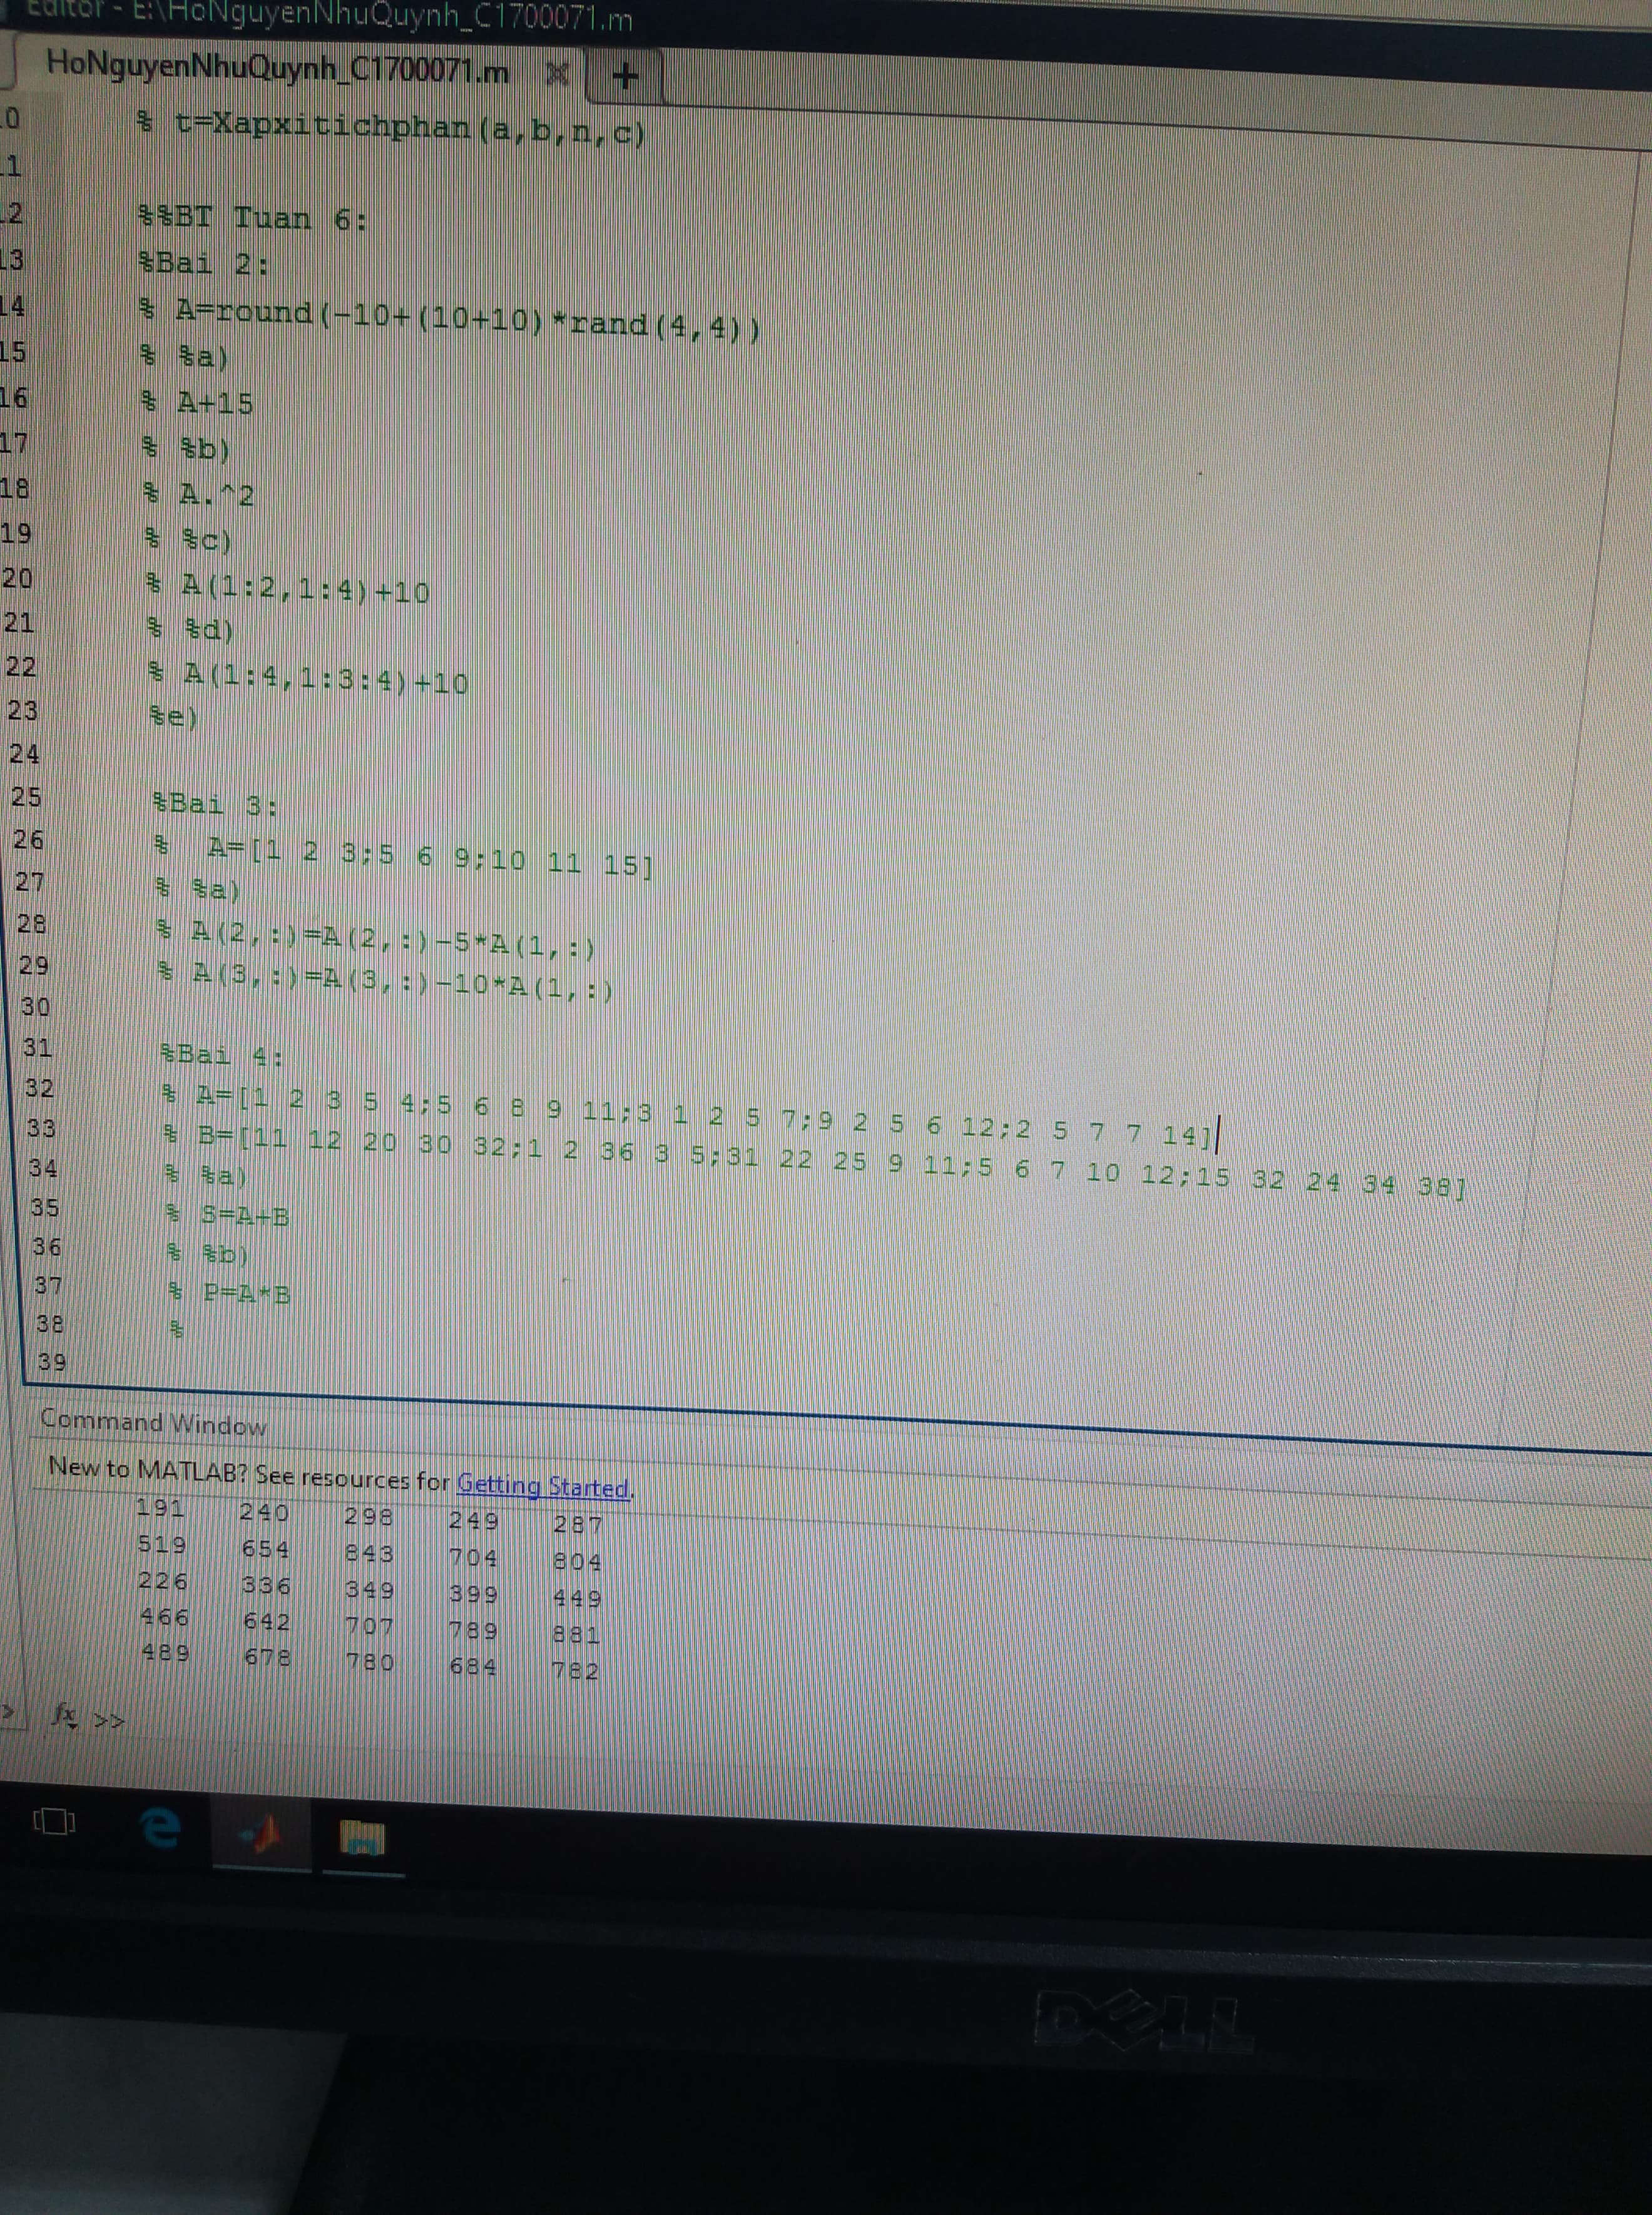 Editor - E:\HoNguyenNhuQuynh_C1700071.m
HoNguyenNhuQuynh_C1700071.m
10 % t=Xapxitichphan(a,b,n,c)
11
12 %%BT Tuan 6:
13 %Bai 2:
14 % A=round(-10+(10+10)*rand(4,4))
15 % %a)
16 % A+15
17 % %b)
18 % A.^2
19 % %c)
20 % A(1:2,1:4)+10
21 % %d)
22 % A(1:4,1:3:4)+10
23 %e)
24
25 %Bai 3:
26 % A=[1 2 3;5 6 9;10 11 15]
27 % %a)
28 % A(2,:)=A(2,:)-5*A(1,:)
29 % A(3,:)=A(3,:)-10*A(1,:)
30
31 %Bai 4:
32 % A=[1 2 3 5 4;5 6 8 9 11;3 1 2 5 7;9 2 5 6 12;2 5 7 7 14]
33 % B=[11 12 20 30 32;1 2 36 3 5;31 22 25 9 11;5 6 7 10 12;15 32 24 34 38]
34 % %a)
35 % S=A+B
36 % %b)
37 % P=A*B
38 %
39
Command Window
New to MATLAB? See resources for Getting Started.
191 240 298 249 287
519 654 843 704 804
226 336 349 399 449
466 642 707 789 881
489 678 780 684 782
fx >>
DELL